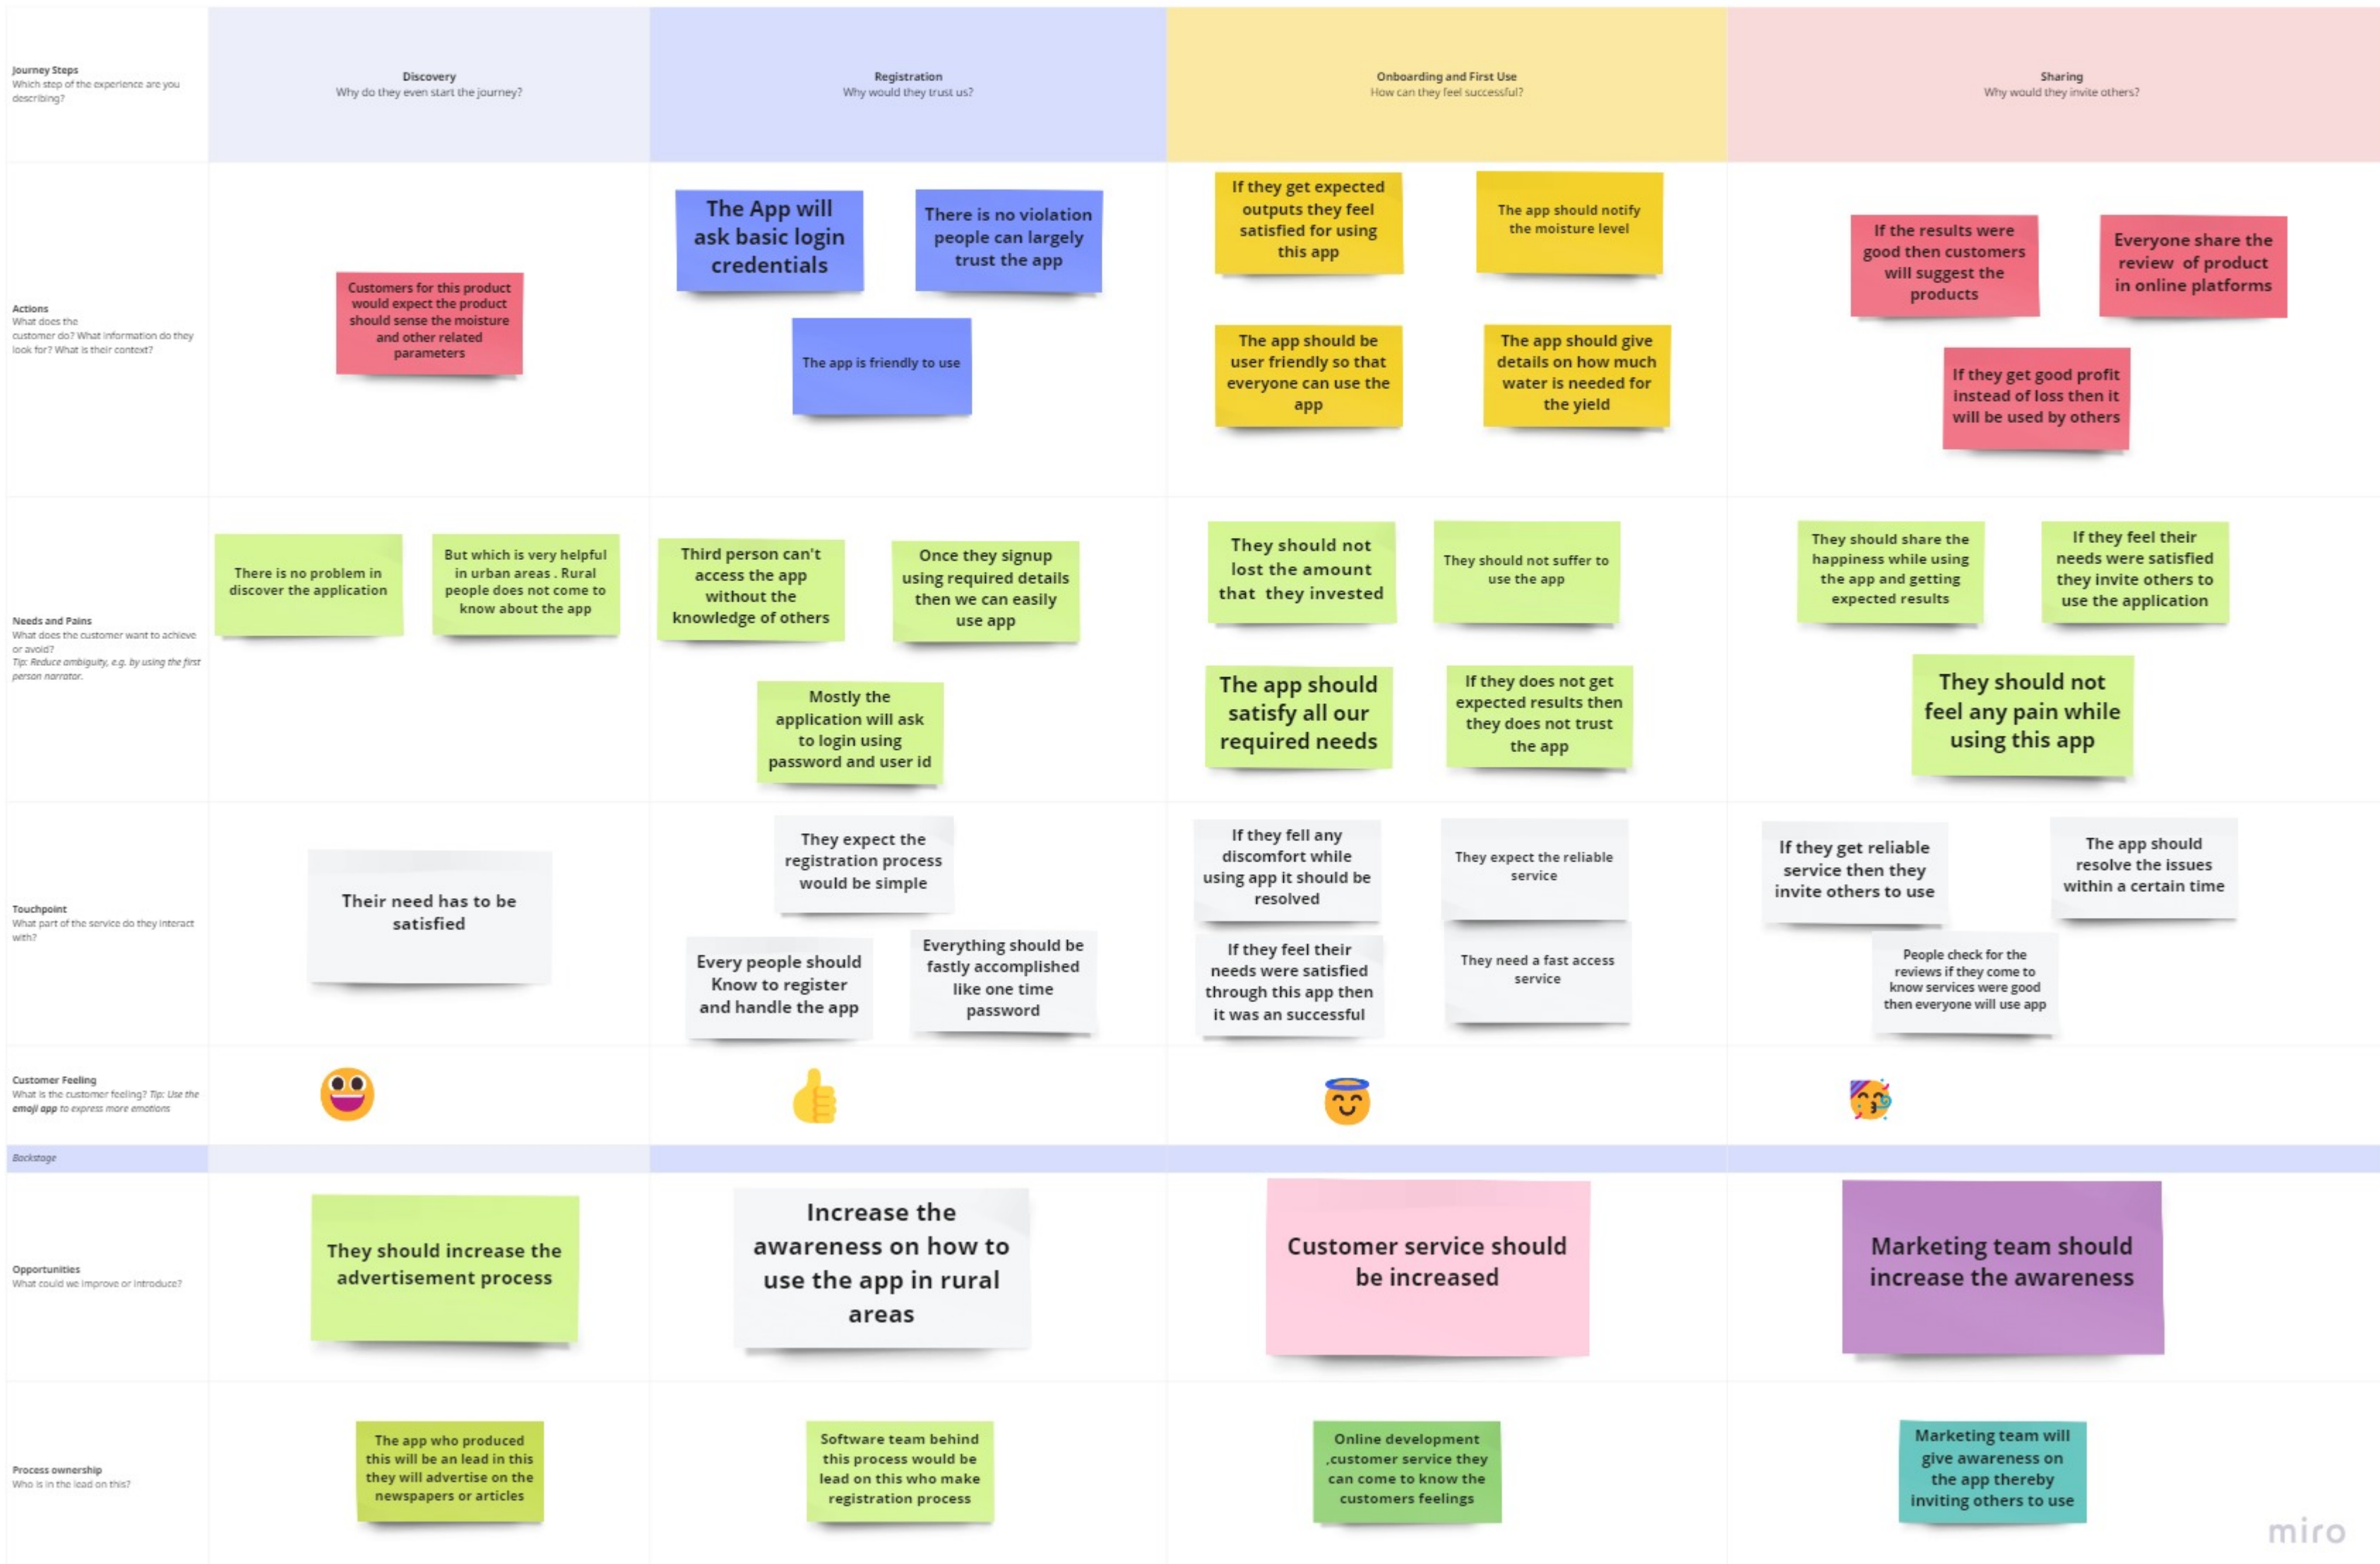 Journey Steps
Which step of the experience are you
describing?
Discovery
Why do they even start the journey?
Registration
Why would they trust us?
Onboarding and First Use
How can they feel successful?
Sharing
Why would they invite others?
Actions
What does the
customer do? What information do they
look for? What is their context?
Customers for this product
would expect the product
should sense the moisture
and other related
parameters
The App will
ask basic login
credentials
There is no violation
people can largely
trust the app
The app is friendly to use
If they get expected
outputs they feel
satisfied for using
this app
The app should notify
the moisture level
The app should be
user friendly so that
everyone can use the
app
The app should give
details on how much
water is needed for
the yield
If the results were
good then customers
will suggest the
products
Everyone share the
review of product
in online platforms
If they get good profit
instead of loss then it
will be used by others
Needs and Pains
What does the customer want to achieve
or avoid?
Tip: Reduce ambiguity, e.g. by using the first
person narrator.
There is no problem in
discover the application
But which is very helpful
in urban areas . Rural
people does not come to
know about the app
Third person can't
access the app
without the
knowledge of others
Once they signup
using required details
then we can easily
use app
Mostly the
application will ask
to login using
password and user id
They should not
lost the amount
that they invested
They should not suffer to
use the app
The app should
satisfy all our
required needs
If they does not get
expected results then
they does not trust
the app
They should share the
happiness while using
the app and getting
expected results
If they feel their
needs were satisfied
they invite others to
use the application
They should not
feel any pain while
using this app
Touchpoint
What part of the service do they interact
with?
Their need has to be
satisfied
They expect the
registration process
would be simple
Every people should
Know to register
and handle the app
Everything should be
fastly accomplished
like one time
password
If they fell any
discomfort while
using app it should be
resolved
They expect the reliable
service
If they feel their
needs were satisfied
through this app then
it was an successful
They need a fast access
service
If they get reliable
service then they
invite others to use
The app should
resolve the issues
within a certain time
People check for the
reviews if they come to
know services were good
then everyone will use app
Customer Feeling
What is the customer feeling? Tip: Use the
emoji app to express more emotions
Backstage
Opportunities
What could we improve or introduce?
They should increase the
advertisement process
Increase the
awareness on how to
use the app in rural
areas
Customer service should
be increased
Marketing team should
increase the awareness
Process ownership
Who is in the lead on this?
The app who produced
this will be an lead in this
they will advertise on the
newspapers or articles
Software team behind
this process would be
lead on this who make
registration process
Online development
,customer service they
can come to know the
customers feelings
Marketing team will
give awareness on
the app thereby
inviting others to use
miro